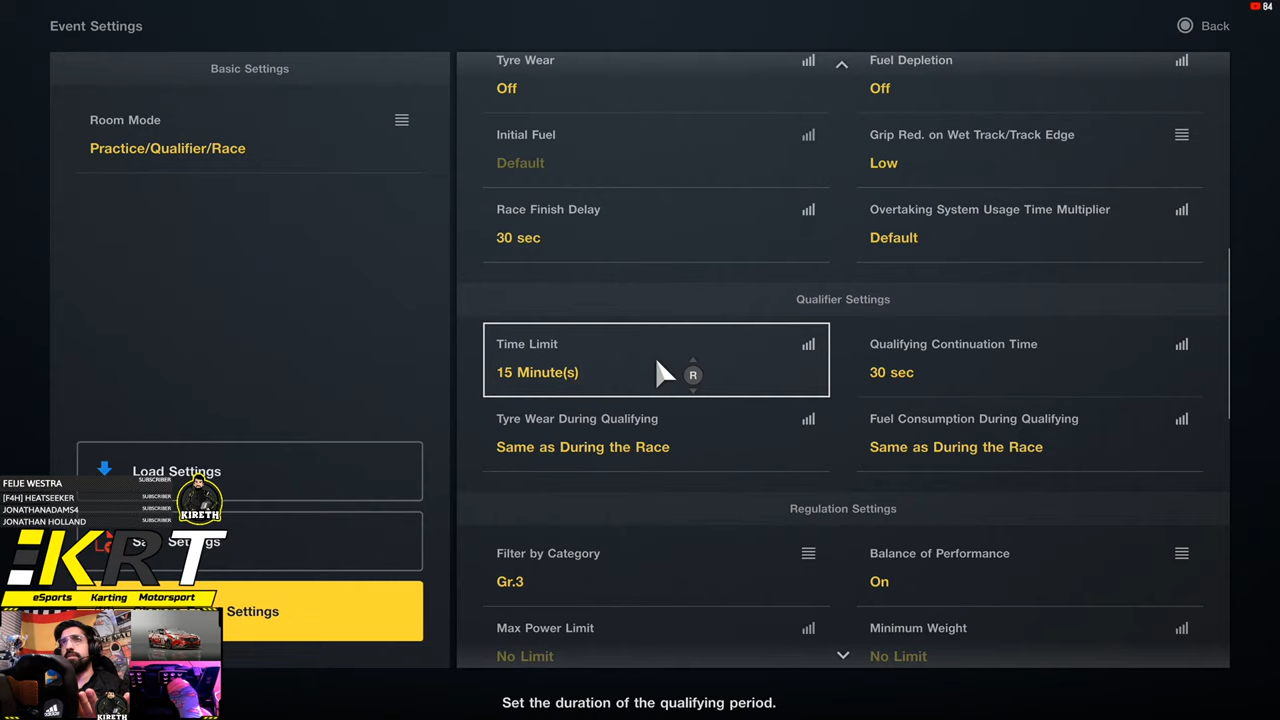 84
Event Settings
Back
Basic Settings
Room Mode
Practice/Qualifier/Race
Load Settings
Settings
Settings
Tyre Wear
Off
Fuel Depletion
Off
Initial Fuel
Default
Grip Red. on Wet Track/Track Edge
Low
Race Finish Delay
30 sec
Overtaking System Usage Time Multiplier
Default
Qualifier Settings
Time Limit
15 Minute(s)
R
Qualifying Continuation Time
30 sec
Tyre Wear During Qualifying
Same as During the Race
Fuel Consumption During Qualifying
Same as During the Race
Regulation Settings
Filter by Category
Gr.3
Balance of Performance
On
Max Power Limit
No Limit
Minimum Weight
No Limit
Set the duration of the qualifying period.
FEIJE WESTRA SUBSCRIBER
[F4H] HEATSEEKER SUBSCRIBER
JONATHANADAMS4 SUBSCRIBER
JONATHAN HOLLAND SUBSCRIBER
KIRETH
KRT
eSports Karting Motorsport
KIRETH